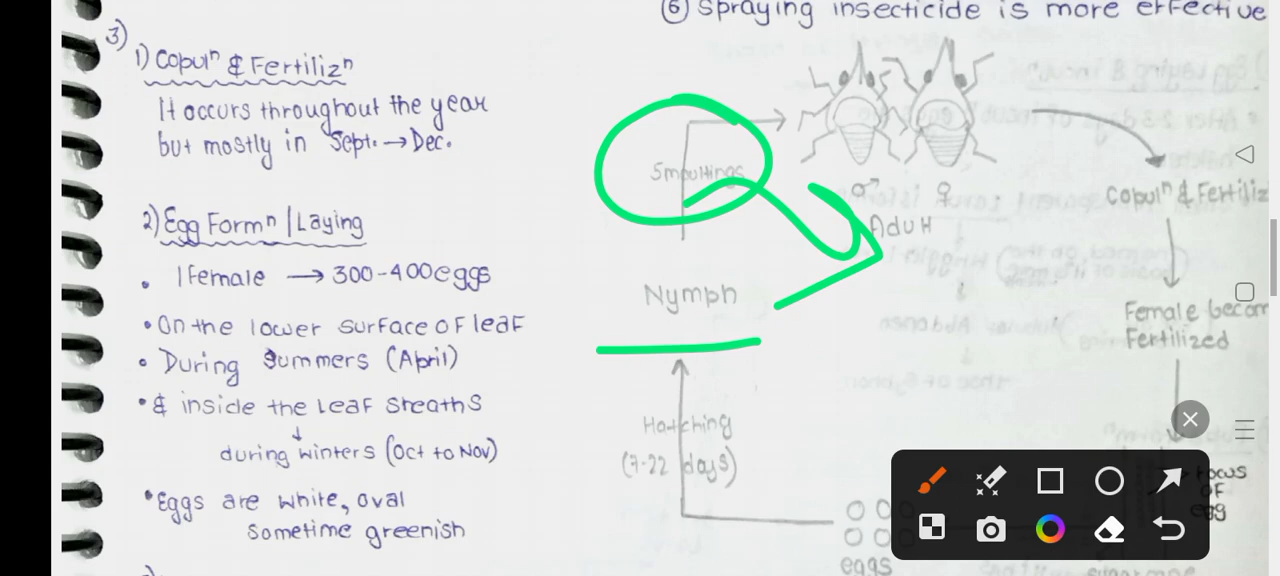 ⑥ Spraying insecticide is more effective
3)
1) Copulⁿ & Fertilizⁿ
It occurs throughout the year
but mostly in Sept. → Dec.
2) Egg Formⁿ | Laying
• 1 Female → 300-400 eggs
• On the lower surface of leaf
• During Summers (April)
• & inside the leaf sheaths
↓
during winters (Oct to Nov)
• Eggs are white, oval
Sometime greenish
5 moultings
♂ ♀
Adult
Nymph
Hatching
(7-22 days)
eggs
Copulⁿ & Fertiliz
Female becom
Fertilized
egg